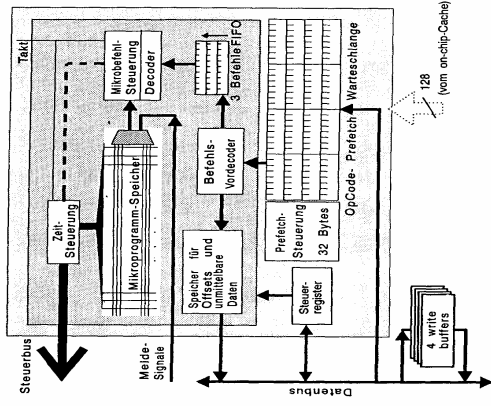 Steuerbus
Takt
Zeit-
Steuerung
Mikrobefehl-
Steuerung
Decoder
Mikroprogramm-Speicher
Melde-
Signale
3 Befehle FIFO
Befehls-
Vordecoder
Speicher für
Offsets und
unmittelbare
Daten
Steuer-
register
Prefetch-
Steuerung
32 Bytes
OpCode- Prefetch Warteschlange
128
(vom on-chip-Cache)
Datenbus
4 write
buffers